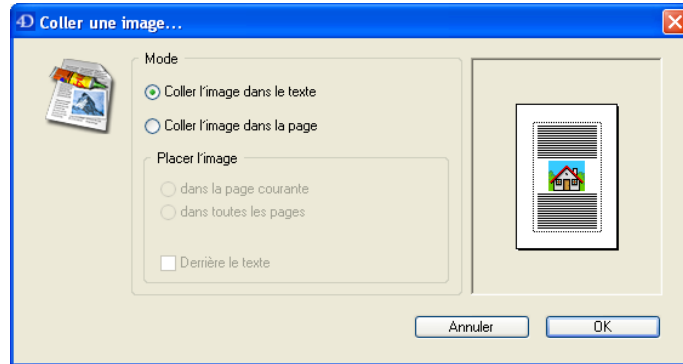 4D Coller une image...
Mode
Coller l'image dans le texte
Coller l'image dans la page
Placer l'image
dans la page courante
dans toutes les pages
Derrière le texte
Annuler
OK